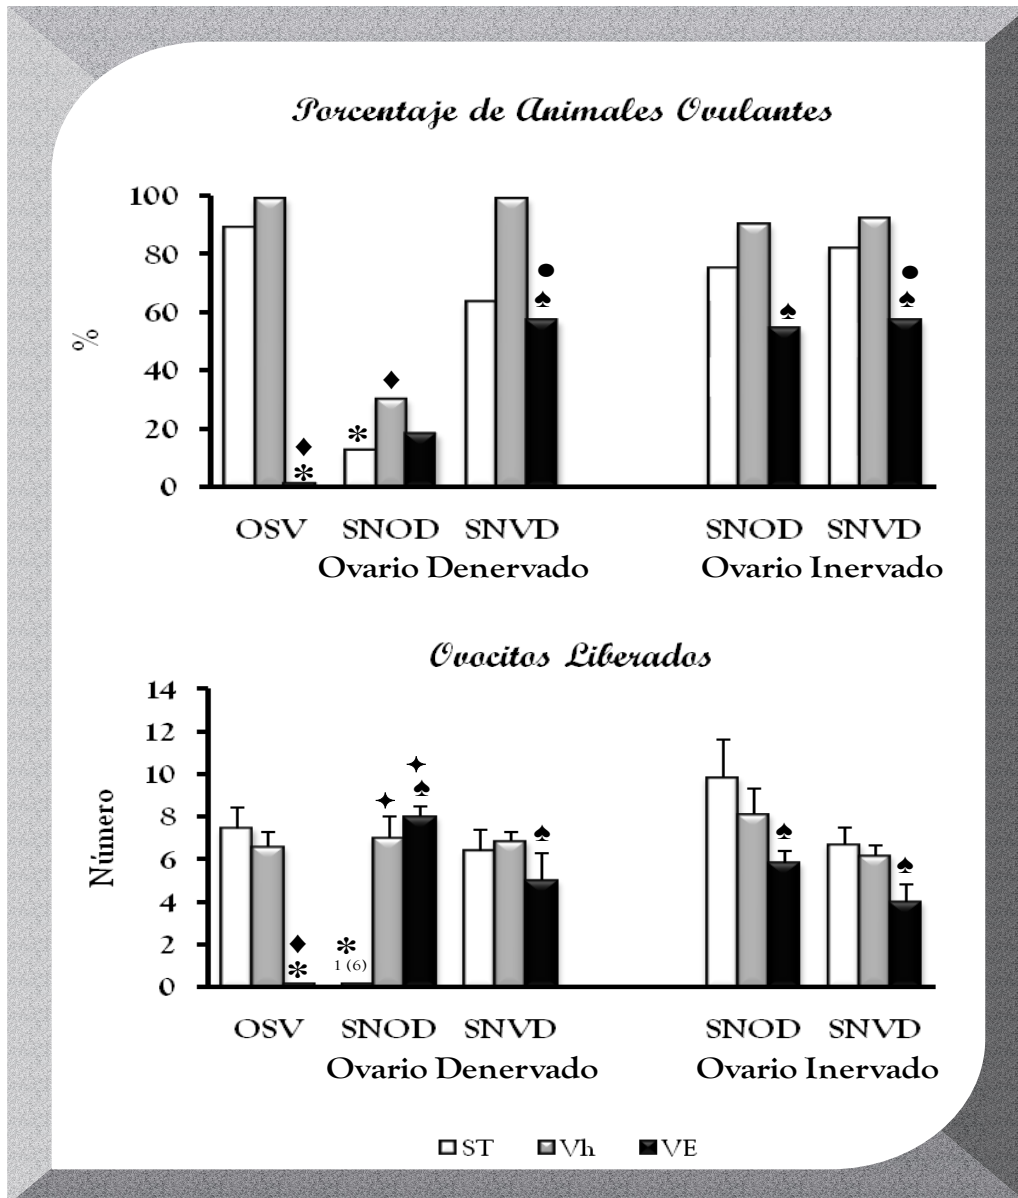 Porcentaje de Animales Ovulantes
100
80
60
40
20
0
%
*
*
OSV SNOD SNVD SNOD SNVD
Ovario Denervado Ovario Inervado
Ovocitos Liberados
14
12
10
8
6
4
2
0
Número
*
*
1 (6)
OSV SNOD SNVD SNOD SNVD
Ovario Denervado Ovario Inervado
ST Vh VE